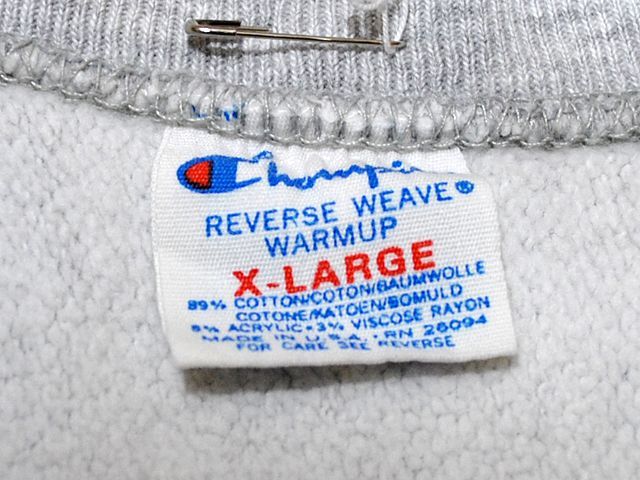 Champion
REVERSE WEAVE®
WARMUP
X-LARGE
89% COTTON/COTON/BAUMWOLLE
COTONE/KATOEN/BOMULD
8% ACRYLIC·3% VISCOSE RAYON
MADE IN U.S.A. · RN 26094
FOR CARE SEE REVERSE